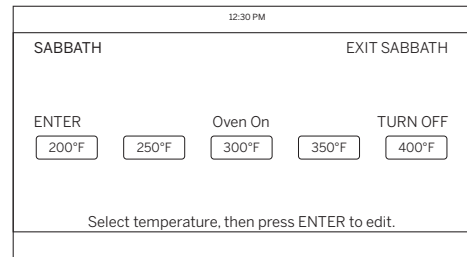 12:30 PM
SABBATH EXIT SABBATH
ENTER Oven On TURN OFF
200°F 250°F 300°F 350°F 400°F
Select temperature, then press ENTER to edit.